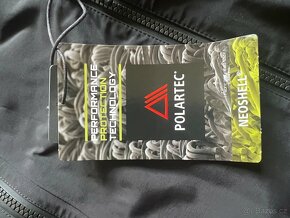 PERFORMANCE
PROTECTION
TECHNOLOGY
POLARTEC
NEOSHELL